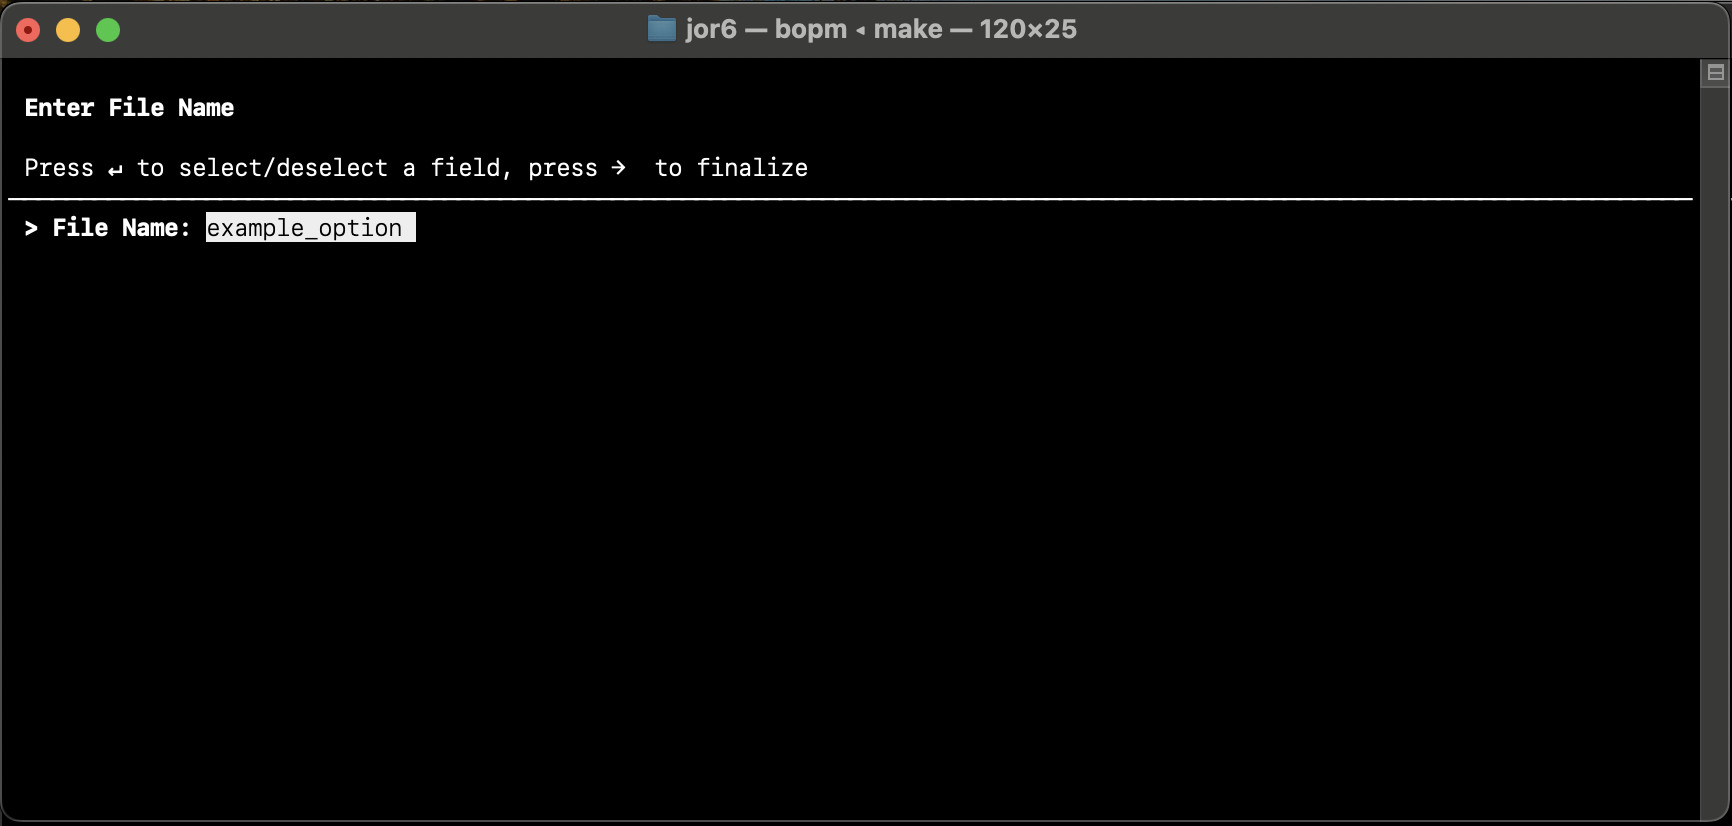 jor6 — bopm ◂ make — 120×25
Enter File Name
Press ↵ to select/deselect a field, press → to finalize
> File Name: example_option